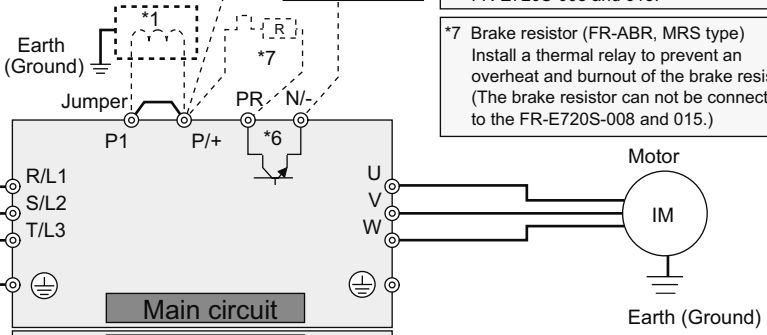 *1
R
*7
Earth
(Ground)
Jumper
PR
N/-
P1
P/+
*6
*7 Brake resistor (FR-ABR, MRS type)
Install a thermal relay to prevent an
overheat and burnout of the brake
(The brake resistor can not be
to the FR-E720S-008 and 015.)
R/L1
S/L2
T/L3
U
V
W
Motor
IM
Main circuit
Earth (Ground)